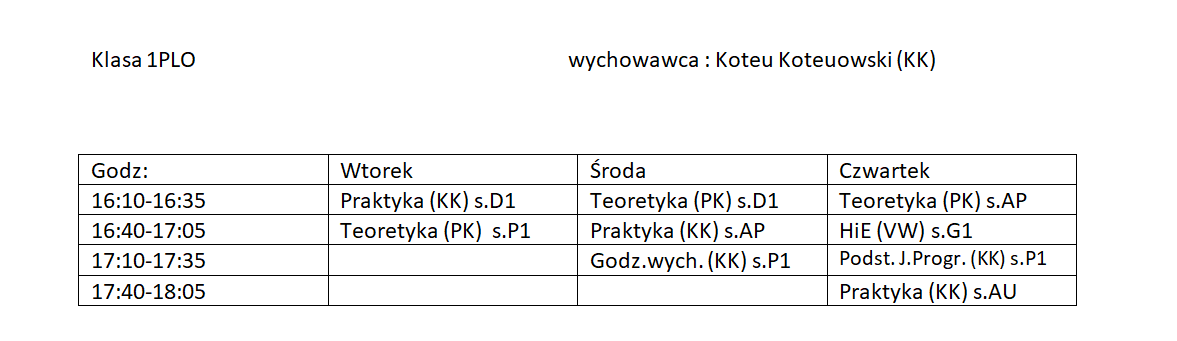 Klasa 1PLO wychowawca : Koteu Koteuowski (KK)
Godz: Wtorek Środa Czwartek
16:10-16:35 Praktyka (KK) s.D1 Teoretyka (PK) s.D1 Teoretyka (PK) s.AP
16:40-17:05 Teoretyka (PK) s.P1 Praktyka (KK) s.AP HiE (VW) s.G1
17:10-17:35 Godz.wych. (KK) s.P1 Podst. J.Progr. (KK) s.P1
17:40-18:05 Praktyka (KK) s.AU